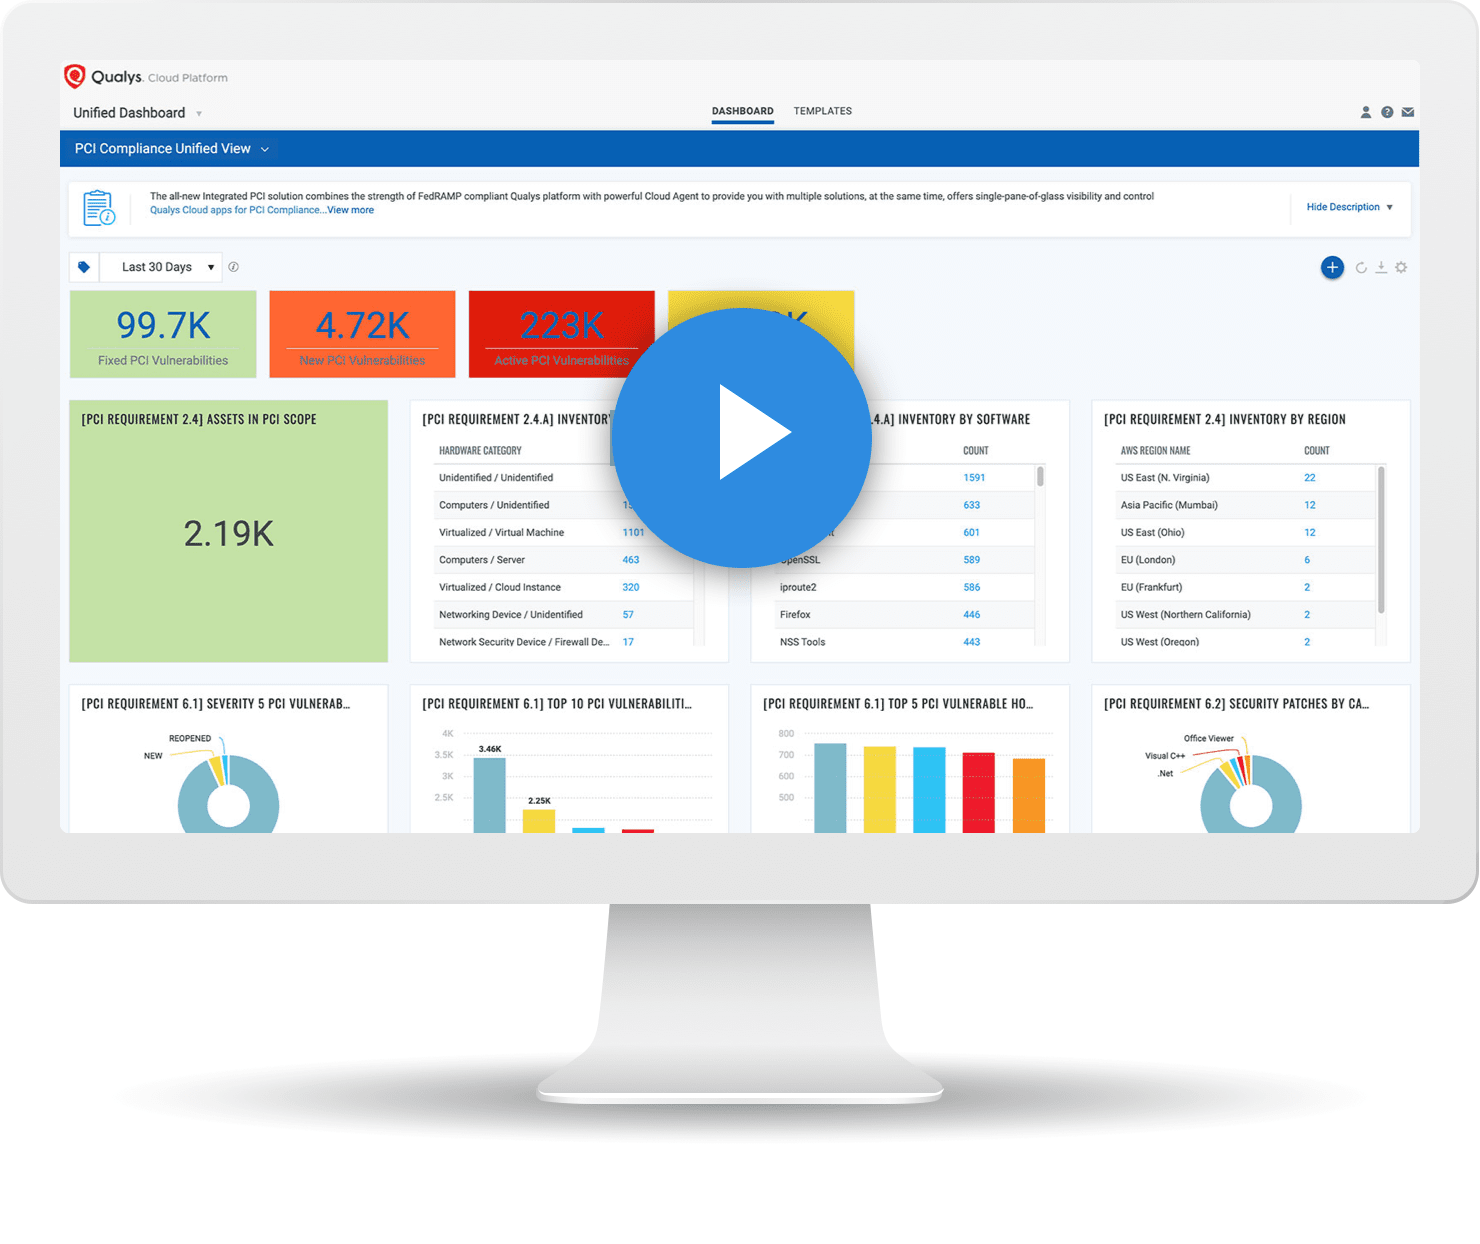 Qualys. Cloud Platform
Unified Dashboard
DASHBOARD TEMPLATES
PCI Compliance Unified View
The all-new Integrated PCI solution combines the strength of FedRAMP compliant Qualys platform with powerful Cloud Agent to provide you with multiple solutions, at the same time, offers single-pane-of-glass visibility and control
Qualys Cloud apps for PCI Compliance...View more
Hide Description
Last 30 Days
99.7K
Fixed PCI Vulnerabilities
4.72K
New PCI Vulnerabilities
223K
Active PCI Vulnerabilities
[PCI REQUIREMENT 2.4] ASSETS IN PCI SCOPE
2.19K
[PCI REQUIREMENT 2.4.A] INVENTORY
HARDWARE CATEGORY
Unidentified / Unidentified
Computers / Unidentified
Virtualized / Virtual Machine 1101
Computers / Server 463
Virtualized / Cloud Instance 320
Networking Device / Unidentified 57
Network Security Device / Firewall De... 17
.4.A] INVENTORY BY SOFTWARE
COUNT
1591
633
601
OpenSSL 589
iproute2 586
Firefox 446
NSS Tools 443
[PCI REQUIREMENT 2.4] INVENTORY BY REGION
AWS REGION NAME COUNT
US East (N. Virginia) 22
Asia Pacific (Mumbai) 12
US East (Ohio) 12
EU (London) 6
EU (Frankfurt) 2
US West (Northern California) 2
US West (Oregon) 2
[PCI REQUIREMENT 6.1] SEVERITY 5 PCI VULNERAB...
REOPENED
NEW
[PCI REQUIREMENT 6.1] TOP 10 PCI VULNERABILITI...
4K
3.5K
3K
2.5K
3.46K
2.25K
[PCI REQUIREMENT 6.1] TOP 5 PCI VULNERABLE HO...
800
700
600
500
[PCI REQUIREMENT 6.2] SECURITY PATCHES BY CA...
Office Viewer
Visual C++
.Net